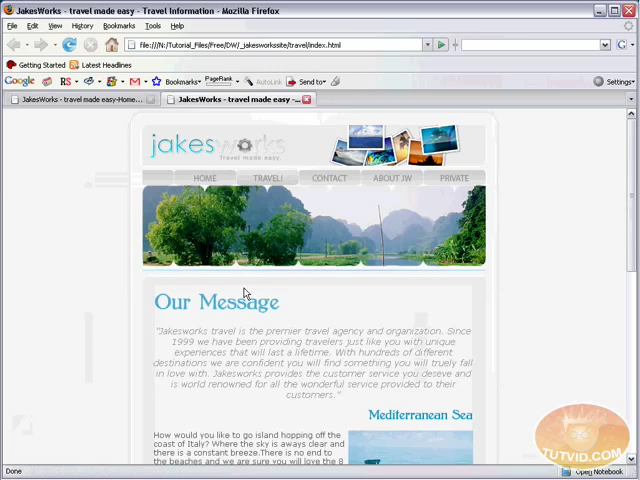 JakesWorks - travel made easy - Travel Information - Mozilla Firefox
File Edit View History Bookmarks Tools Help
file:///N:/Tutorial_Files/Free/DW/_jakesworkssite/travel/index.html
Getting Started Latest Headlines
Google RS Bookmarks PageRank AutoLink Send to Settings
JakesWorks - travel made easy-Home... JakesWorks - travel made easy -...
jakesworks
Travel made easy.
HOME TRAVEL! CONTACT ABOUT JW PRIVATE
Our Message
"Jakesworks travel is the premier travel agency and organization. Since
1999 we have been providing travelers just like you with unique
experiences that will last a lifetime. With hundreds of different
destinations we are confident you will find something you will truely fall
in love with. Jakesworks provides the customer service you deseve and
is world renowned for all the wonderful service provided to their
customers."
Mediterranean Sea
How would you like to go island hopping off the
coast of Italy? Where the sky is aways clear and
there is a constant breeze.There is no end to
the beaches and we are sure you will love the 8
TUTVID.COM
Done Open Notebook